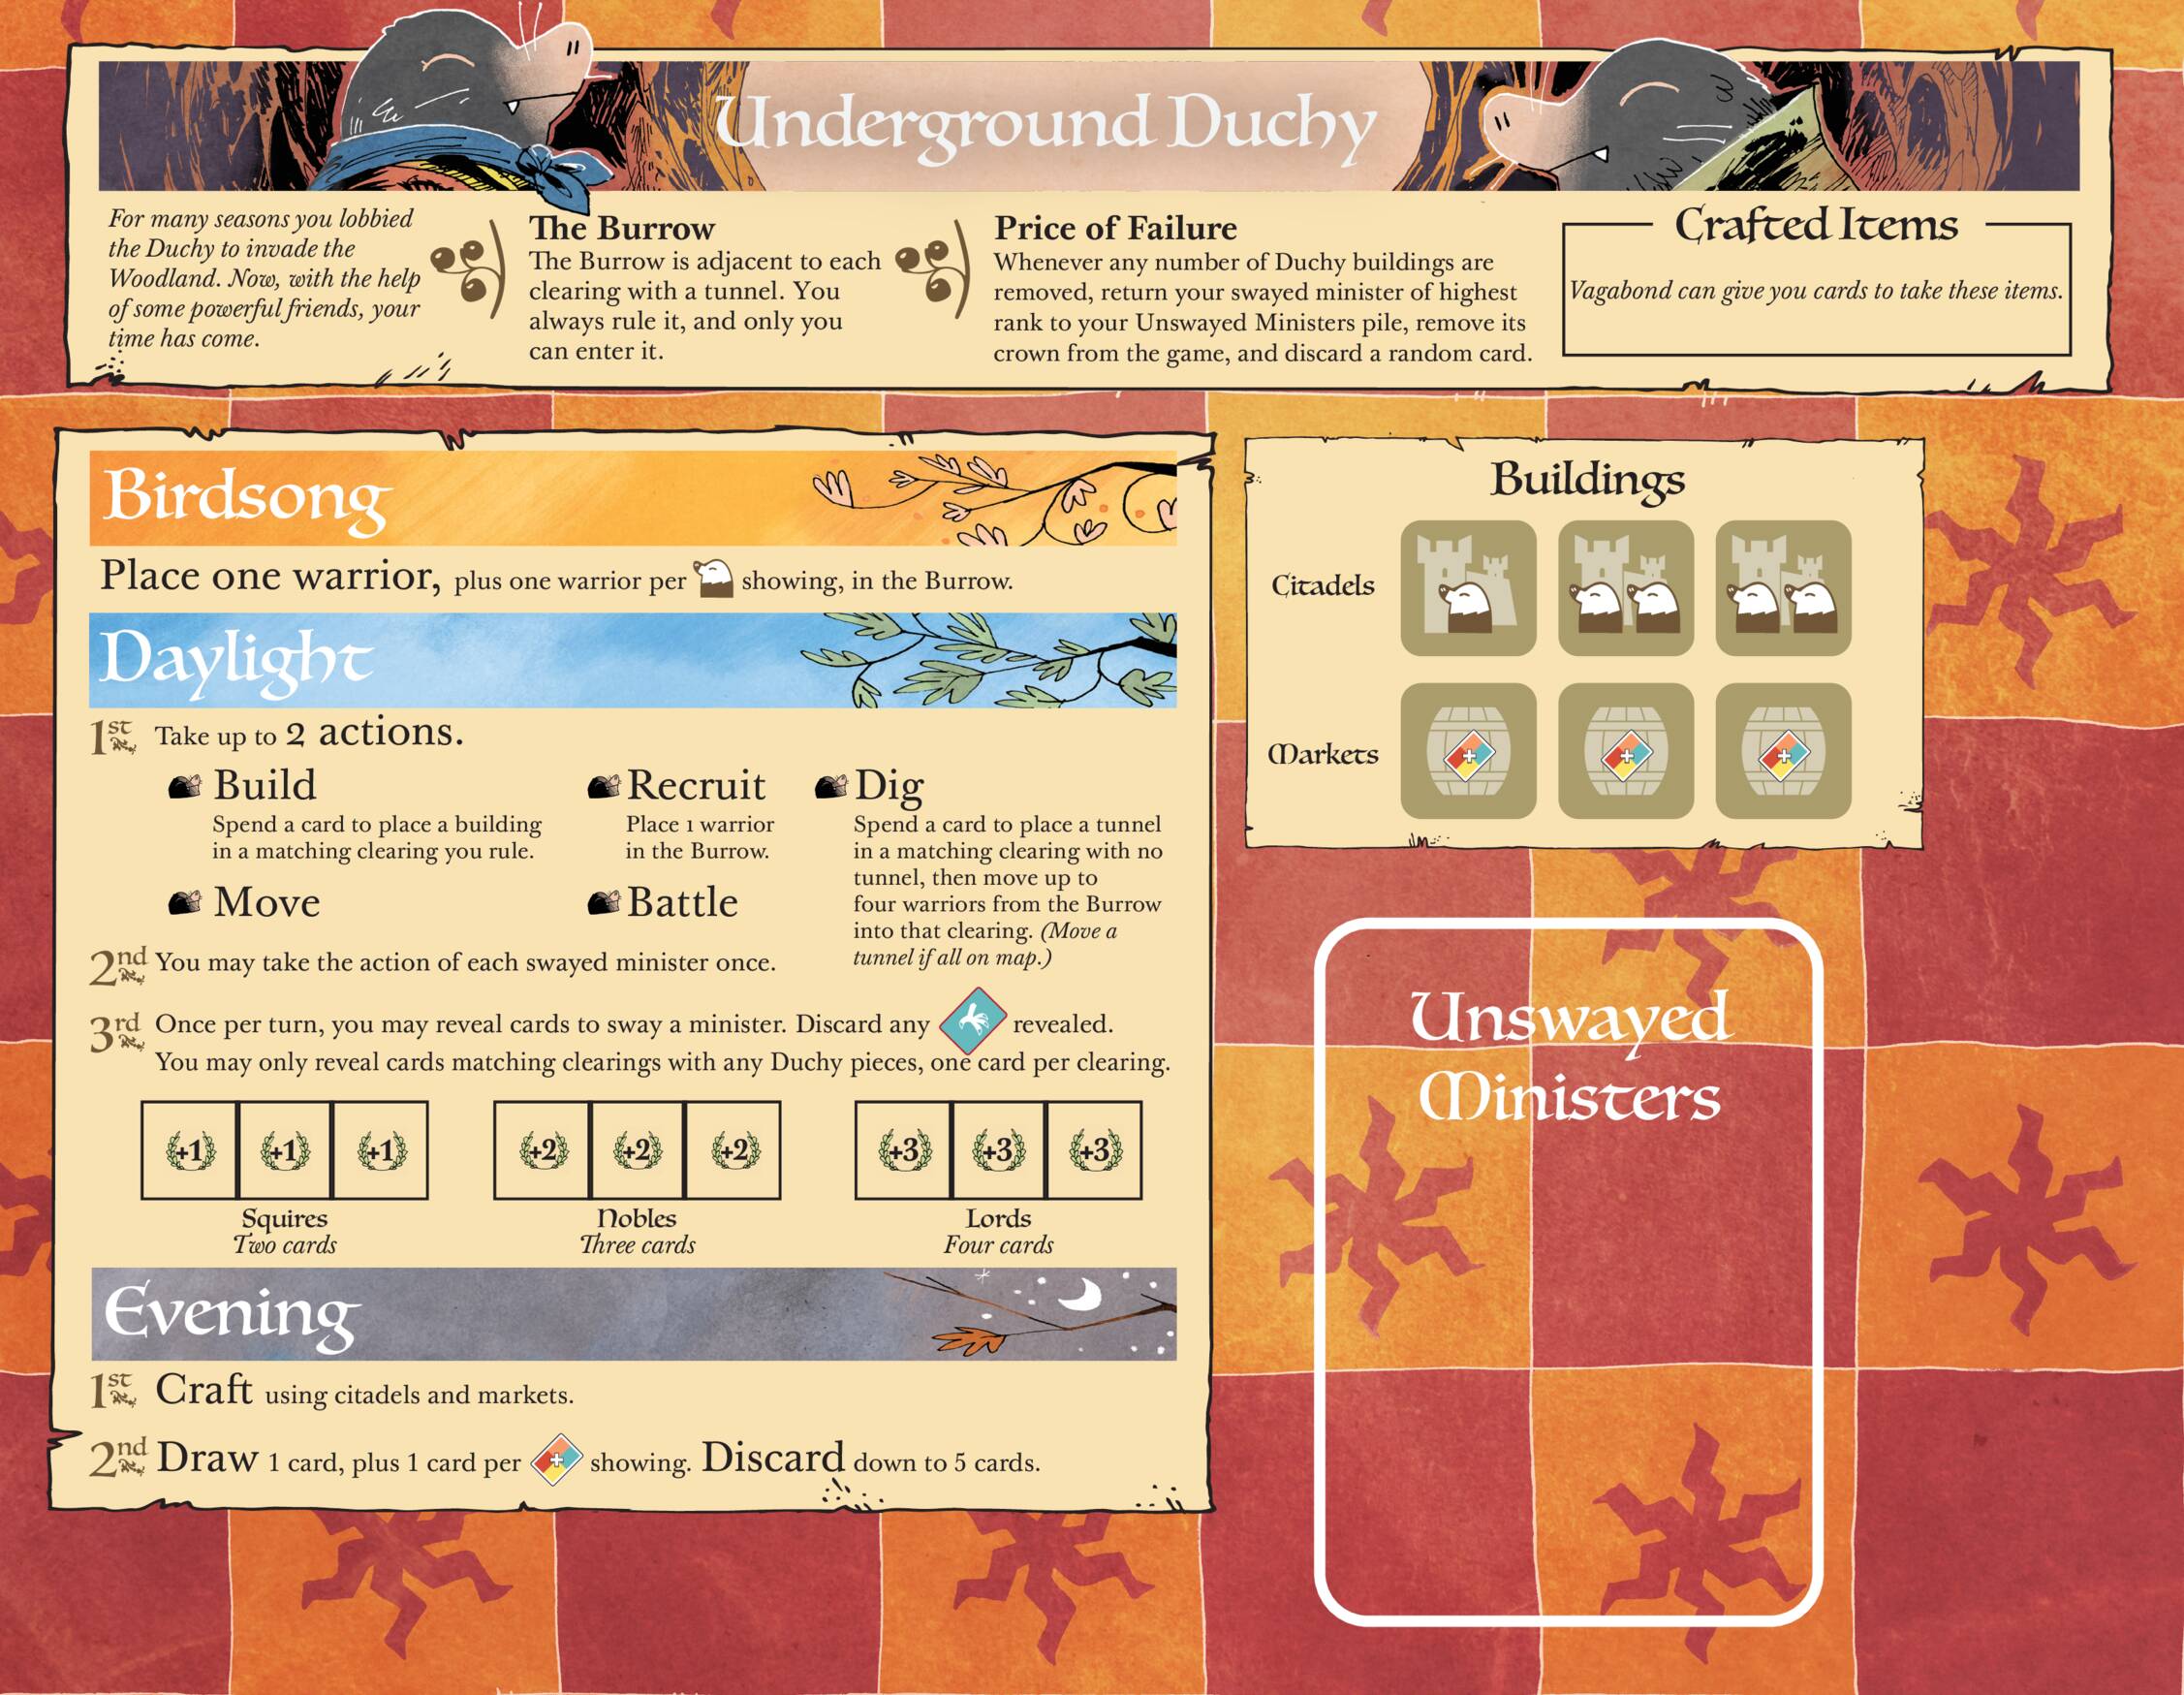 Underground Duchy
For many seasons you lobbied
the Duchy to invade the
Woodland. Now, with the help
of some powerful friends, your
time has come.
The Burrow
The Burrow is adjacent to each
clearing with a tunnel. You
always rule it, and only you
can enter it.
Price of Failure
Whenever any number of Duchy buildings are
removed, return your swayed minister of highest
rank to your Unswayed Ministers pile, remove its
crown from the game, and discard a random card.
Crafted Items
Vagabond can give you cards to take these items.
Birdsong
Place one warrior, plus one warrior per showing, in the Burrow.
Daylight
1st Take up to 2 actions.
Build
Spend a card to place a building
in a matching clearing you rule.
Move
Recruit
Place 1 warrior
in the Burrow.
Battle
Dig
Spend a card to place a tunnel
in a matching clearing with no
tunnel, then move up to
four warriors from the Burrow
into that clearing. (Move a
tunnel if all on map.)
2nd You may take the action of each swayed minister once.
3rd Once per turn, you may reveal cards to sway a minister. Discard any revealed.
You may only reveal cards matching clearings with any Duchy pieces, one card per clearing.
+1 +1 +1
Squires
Two cards
+2 +2 +2
Nobles
Three cards
+3 +3 +3
Lords
Four cards
Evening
1st Craft using citadels and markets.
2nd Draw 1 card, plus 1 card per showing. Discard down to 5 cards.
Buildings
Citadels
Markets
Unswayed
Ministers